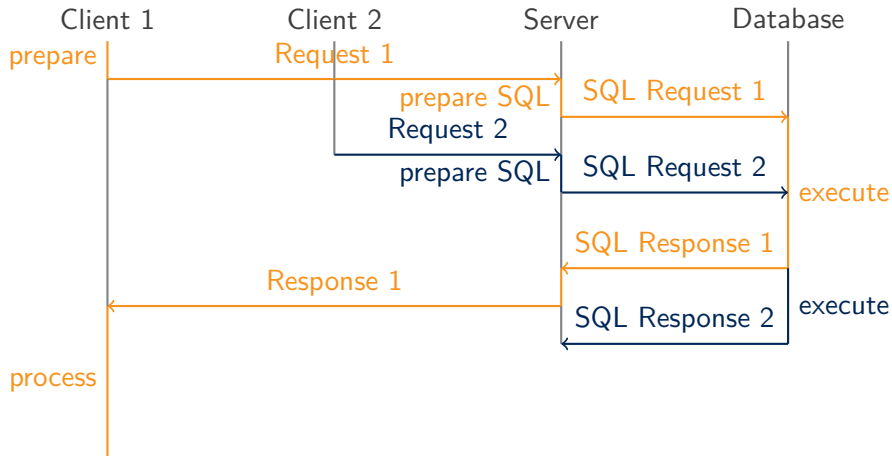 Client 1
Client 2
Server
Database
prepare
Request 1
prepare SQL
SQL Request 1
Request 2
prepare SQL
SQL Request 2
execute
SQL Response 1
Response 1
SQL Response 2
execute
process